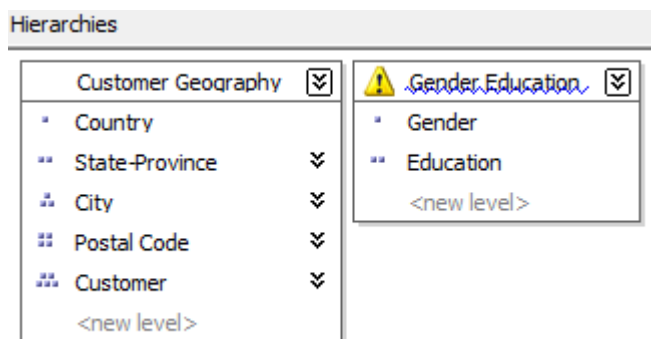 Hierarchies
Customer Geography
Country
State-Province
City
Postal Code
Customer
<new level>
Gender Education
Gender
Education
<new level>